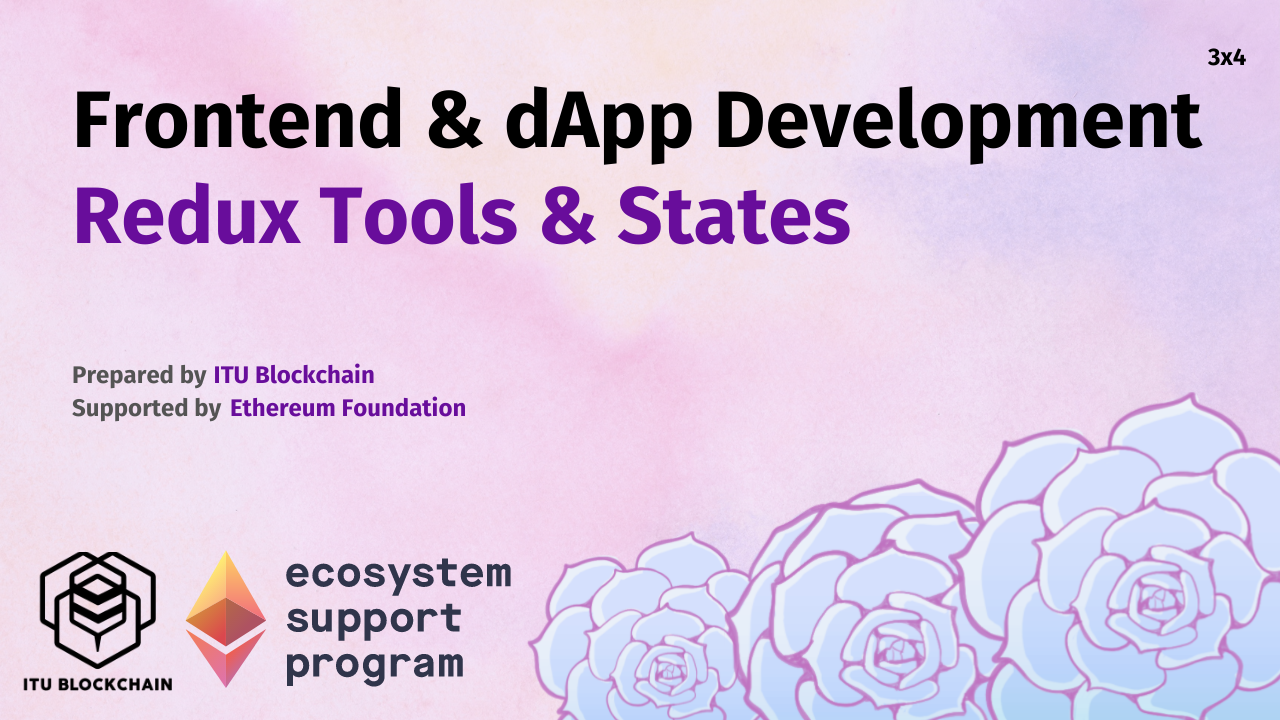 3x4
Frontend & dApp Development
Redux Tools & States
Prepared by ITU Blockchain
Supported by Ethereum Foundation
ITU BLOCKCHAIN
ecosystem
support
program